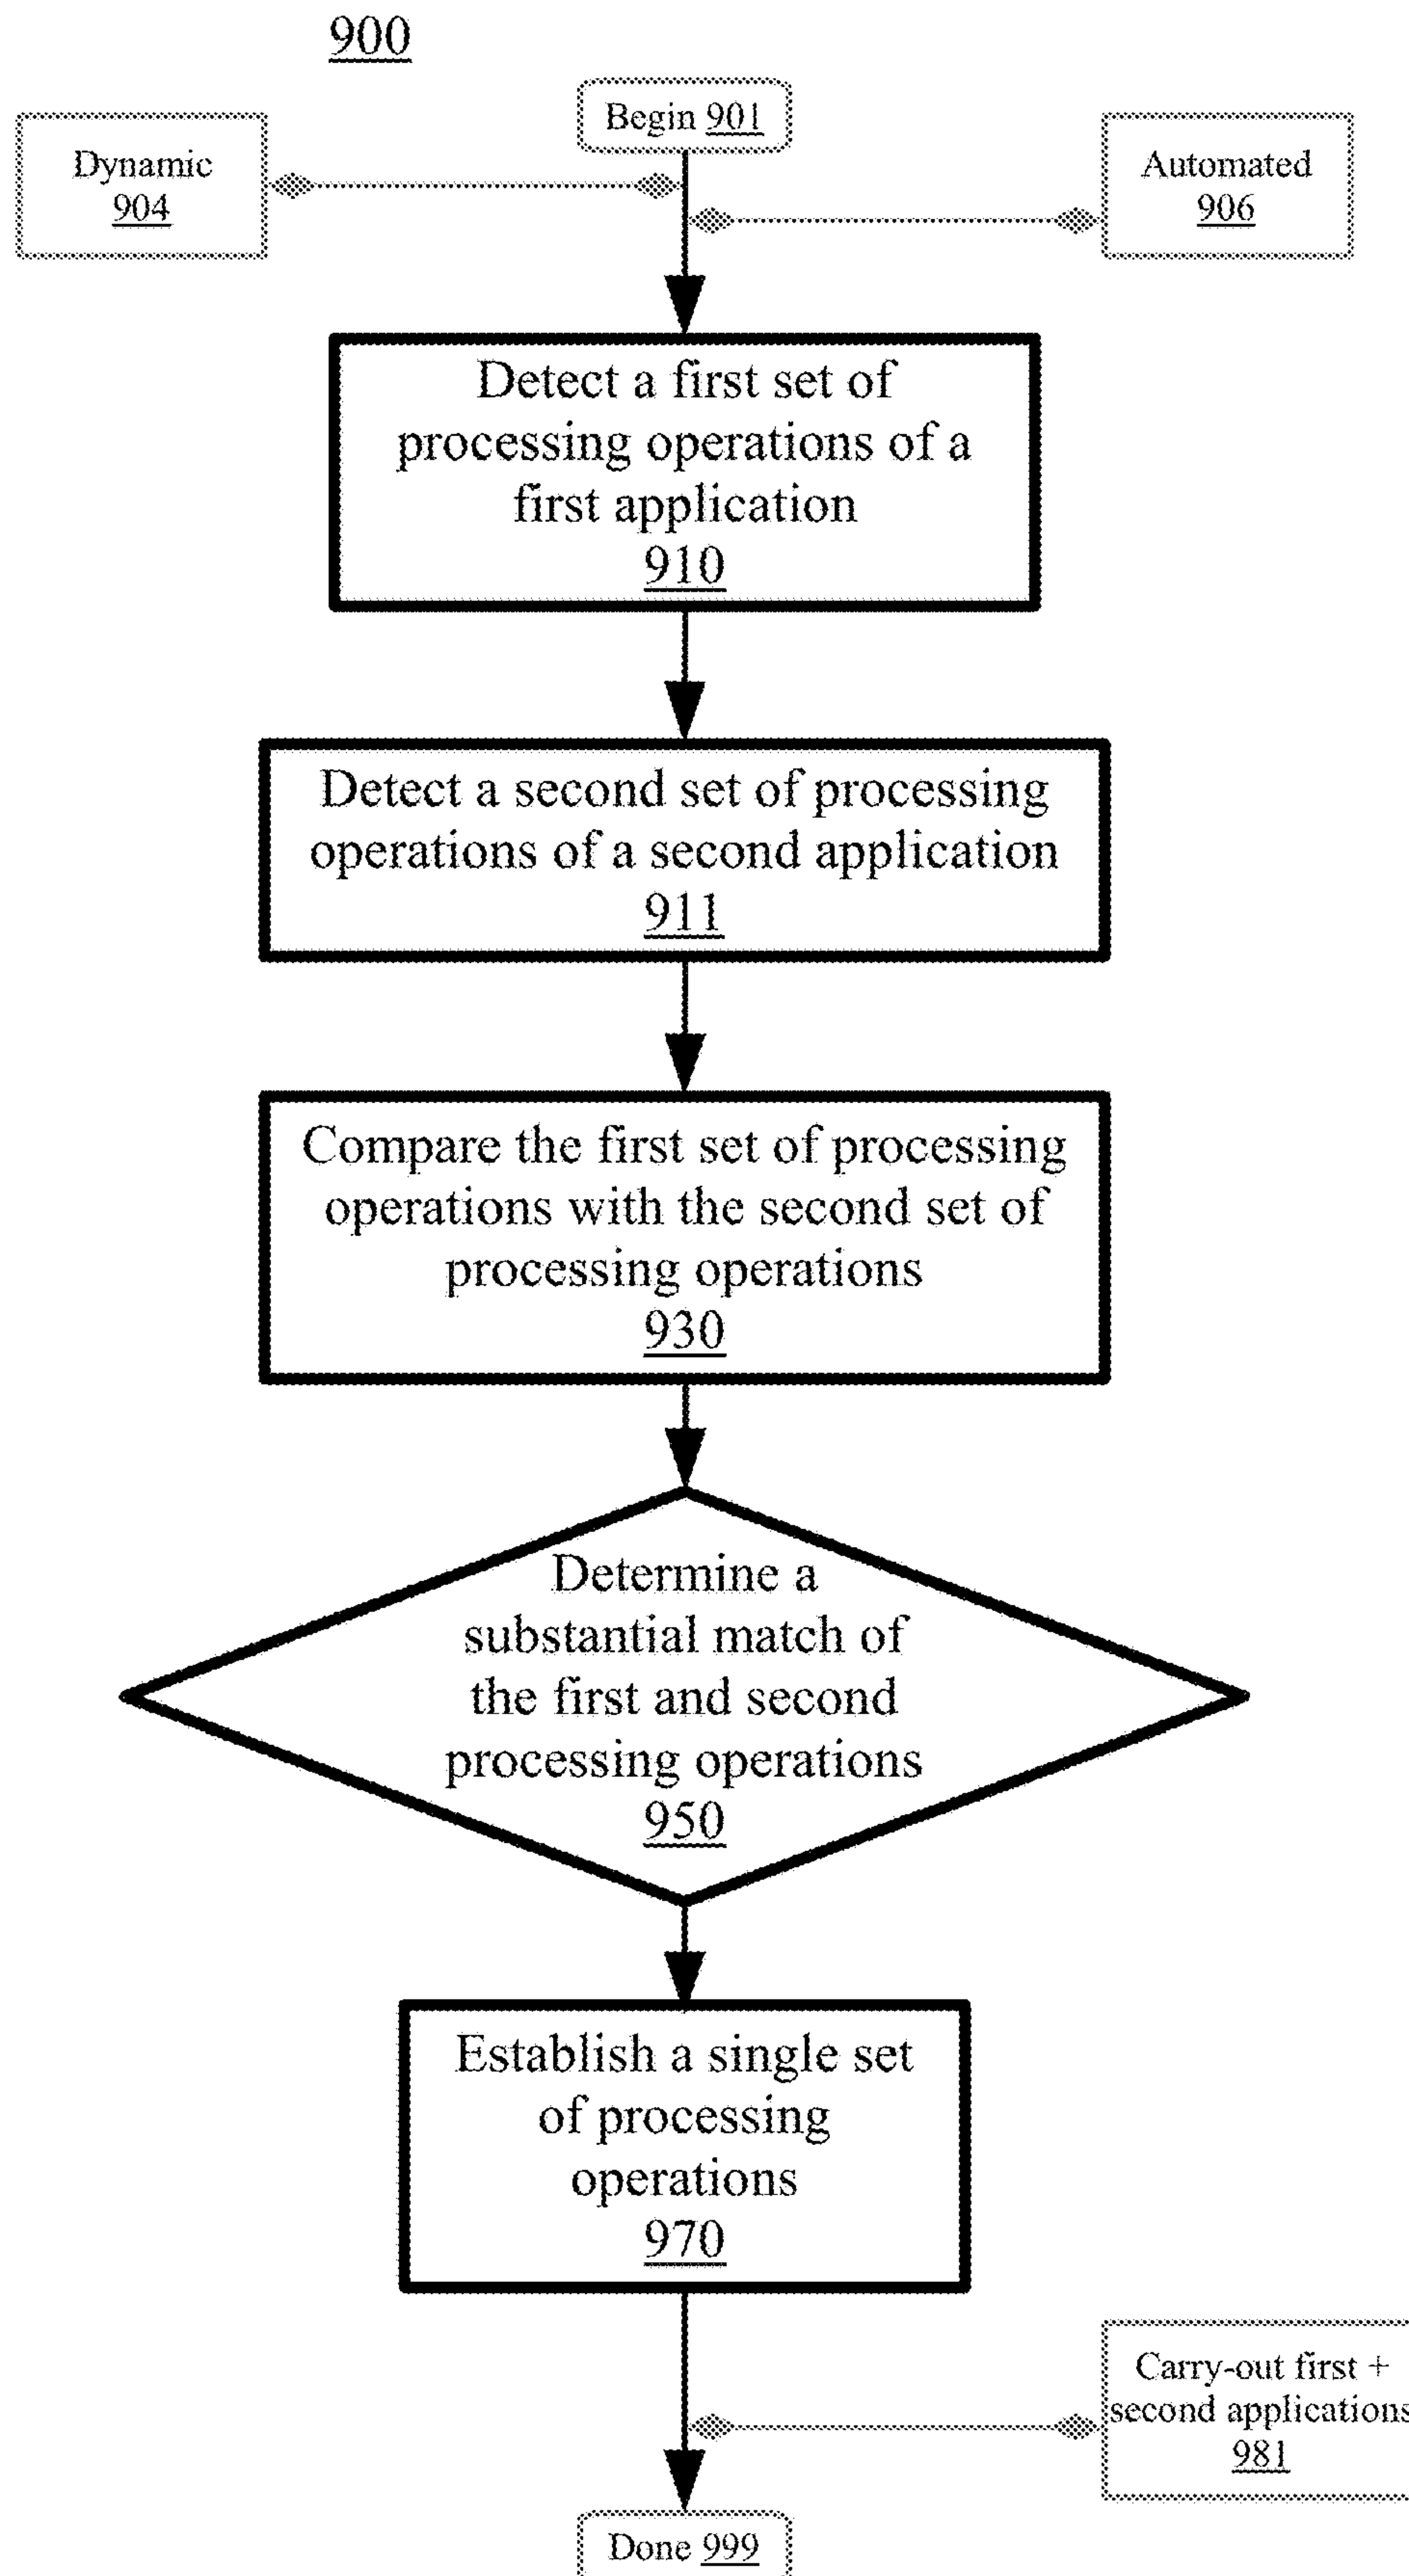 900
Begin 901
Dynamic
904
Automated
906
Detect a first set of
processing operations of a
first application
910
Detect a second set of processing
operations of a second application
911
Compare the first set of processing
operations with the second set of
processing operations
930
Determine a
substantial match of
the first and second
processing operations
950
Establish a single set
of processing
operations
970
Carry-out first +
second applications
981
Done 999